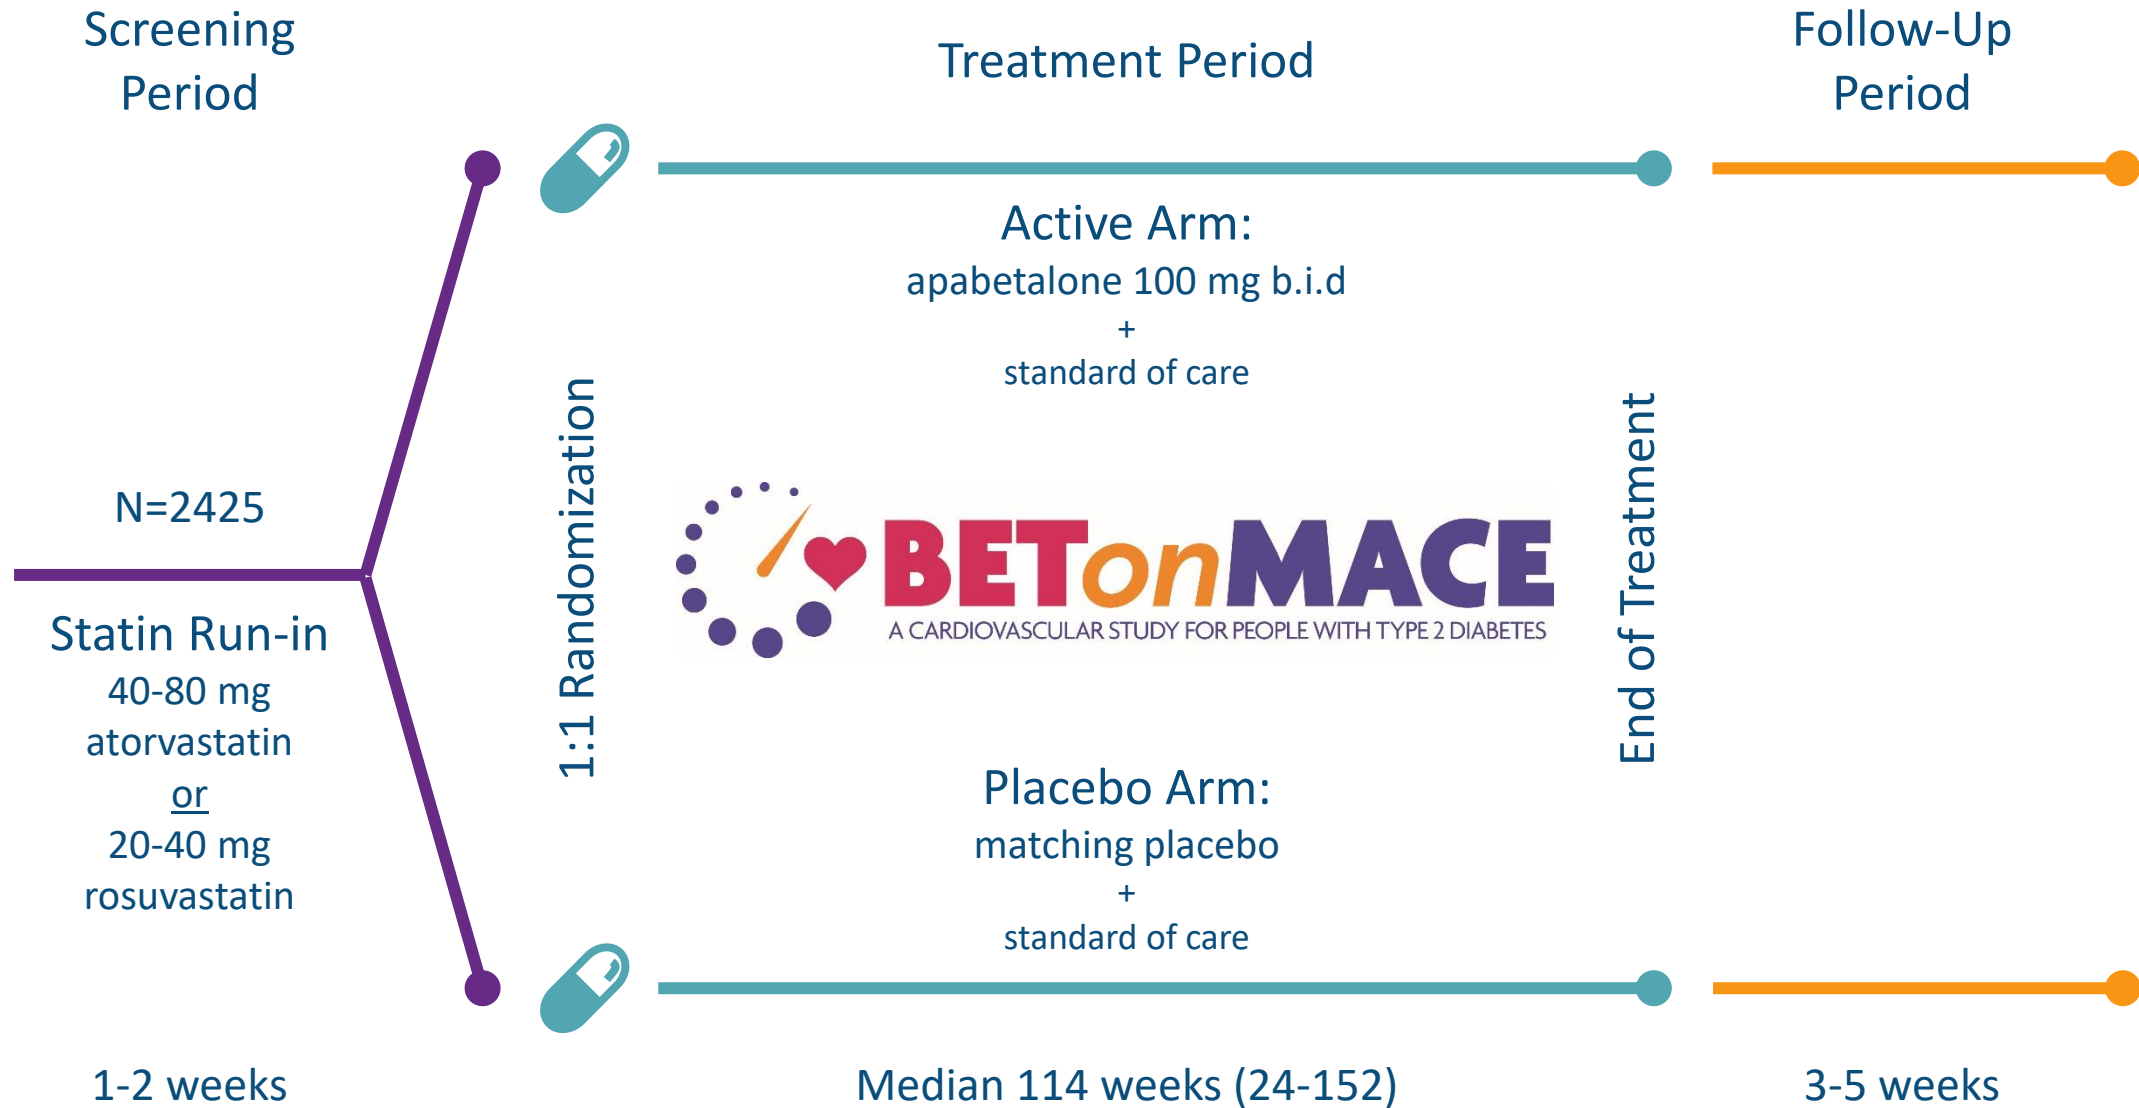 Screening
Period
Treatment Period
Follow-Up
Period
Active Arm:
apabetalone 100 mg b.i.d
+
standard of care
N=2425
Statin Run-in
40-80 mg
atorvastatin
or
20-40 mg
rosuvastatin
1:1 Randomization
BETonMACE
A CARDIOVASCULAR STUDY FOR PEOPLE WITH TYPE 2 DIABETES
End of Treatment
Placebo Arm:
matching placebo
+
standard of care
1-2 weeks
Median 114 weeks (24-152)
3-5 weeks